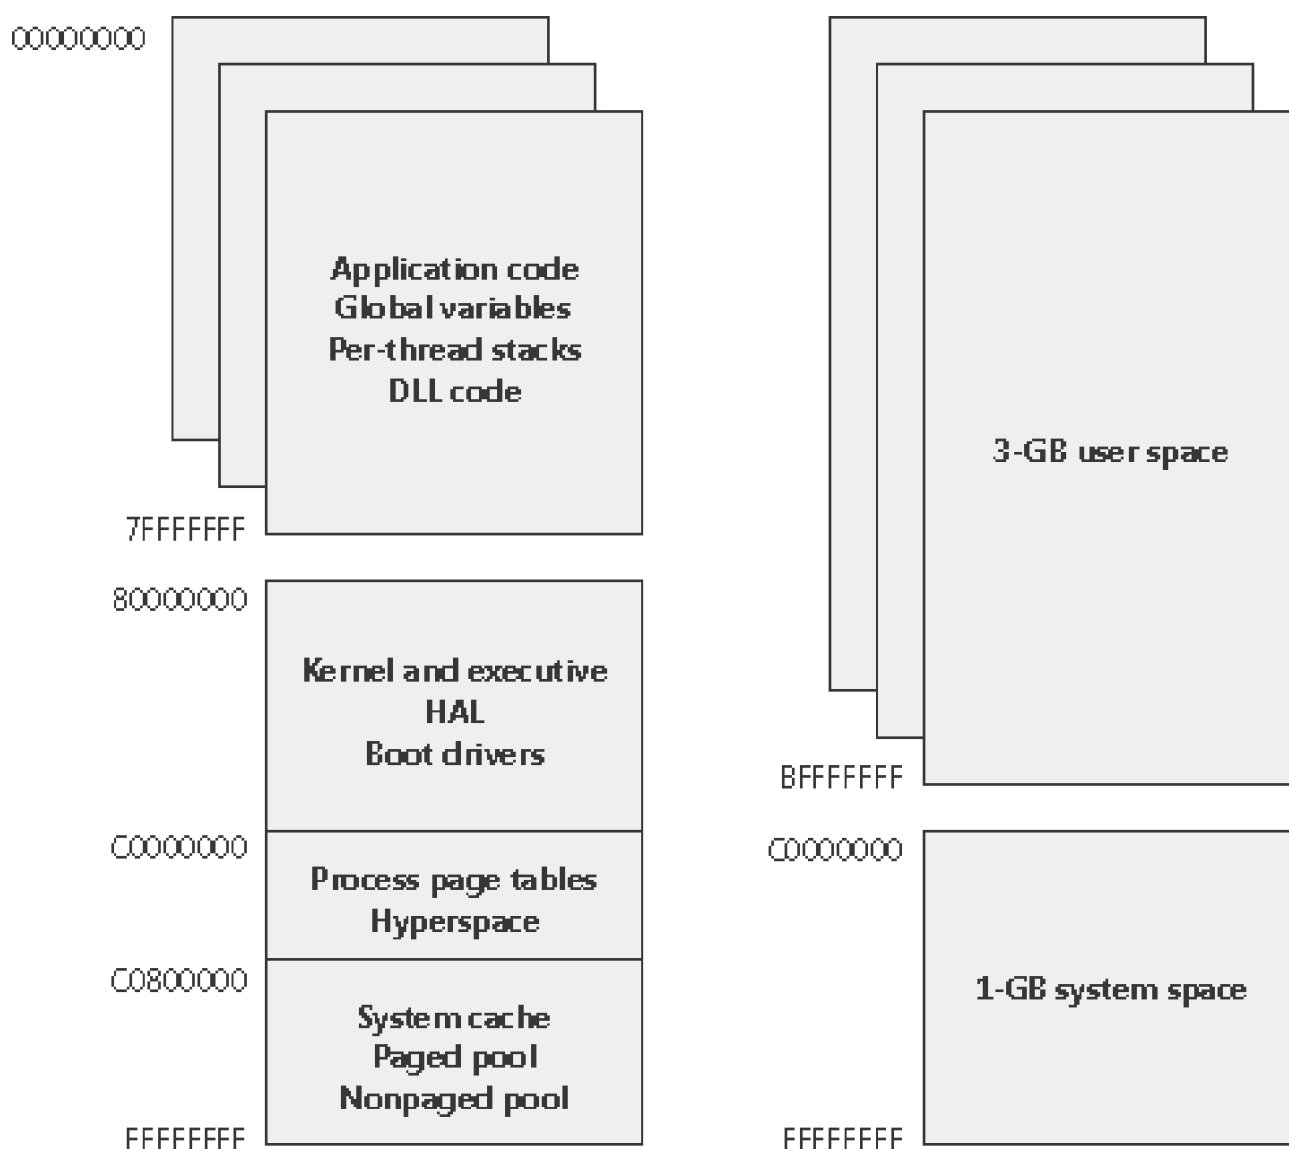 00000000
Application code
Global variables
Per-thread stacks
DLL code
7FFFFFFF
80000000
Kernel and executive
HAL
Boot drivers
C0000000
Process page tables
Hyperspace
C0800000
System cache
Paged pool
Nonpaged pool
FFFFFFFF
3-GB user space
BFFFFFFF
C0000000
1-GB system space
FFFFFFFF